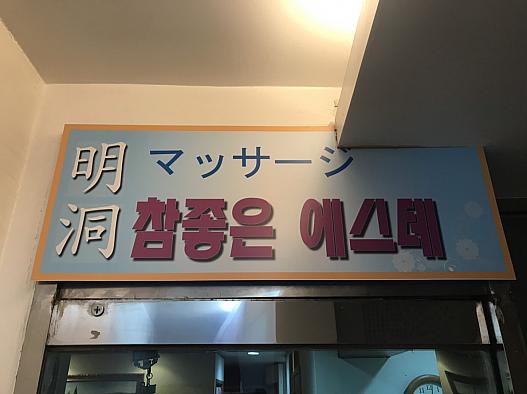 明洞
マッサージ
참좋은 에스테